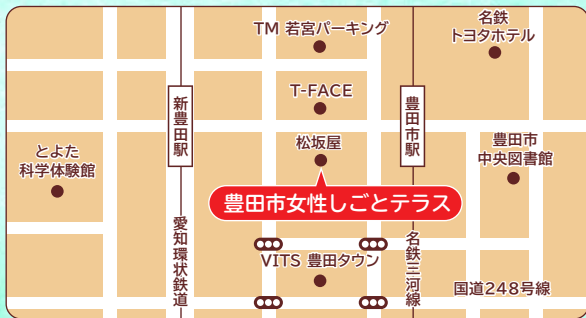 TM 若宮パーキング
名鉄
トヨタホテル
T-FACE
新豊田駅
豊田市駅
松坂屋
とよた
科学体験館
豊田市
中央図書館
豊田市女性しごとテラス
愛知環状鉄道
名鉄三河線
VITS 豊田タウン
国道248号線